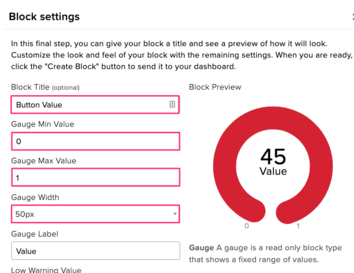 Block settings
In this final step, you can give your block a title and see a preview of how it will look.
Customize the look and feel of your block with the remaining settings. When you are ready,
click the "Create Block" button to send it to your dashboard.
Block Title (optional)
Button Value
Gauge Min Value
0
Gauge Max Value
1
Gauge Width
50px
Gauge Label
Value
Low Warning Value
Block Preview
45
Value
0 1
Gauge A gauge is a read only block type
that shows a fixed range of values.